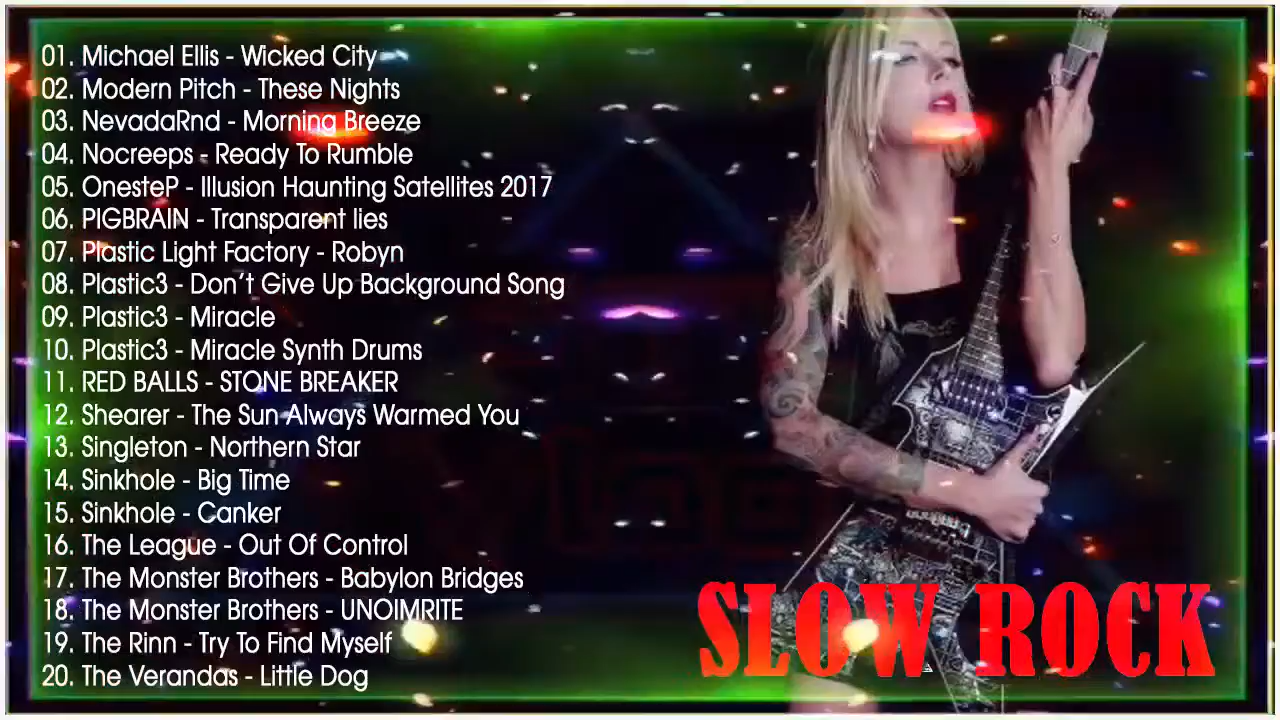 01. Michael Ellis - Wicked City
02. Modern Pitch - These Nights
03. NevadaRnd - Morning Breeze
04. Nocreeps - Ready To Rumble
05. OnesteP - Illusion Haunting Satellites 2017
06. PIGBRAIN - Transparent lies
07. Plastic Light Factory - Robyn
08. Plastic3 - Don't Give Up Background Song
09. Plastic3 - Miracle
10. Plastic3 - Miracle Synth Drums
11. RED BALLS - STONE BREAKER
12. Shearer - The Sun Always Warmed You
13. Singleton - Northern Star
14. Sinkhole - Big Time
15. Sinkhole - Canker
16. The League - Out Of Control
17. The Monster Brothers - Babylon Bridges
18. The Monster Brothers - UNOIMRITE
19. The Rinn - Try To Find Myself
20. The Verandas - Little Dog
SLOW ROCK